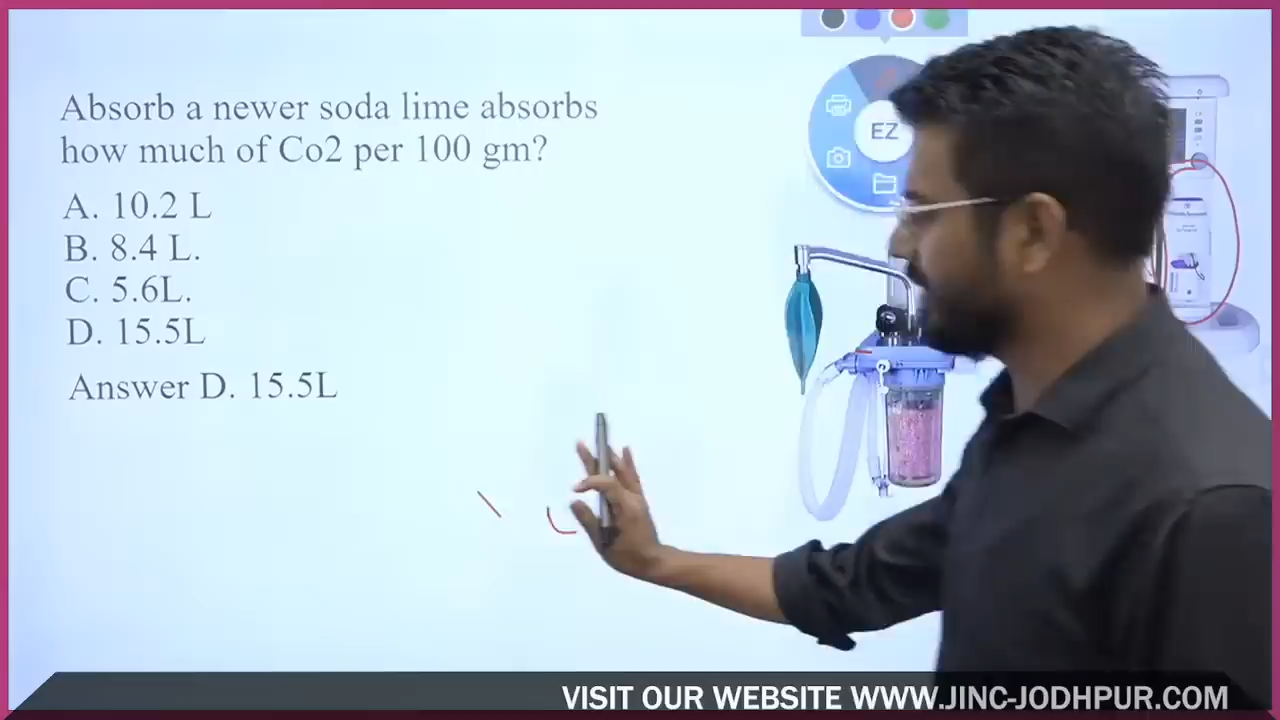 Absorb a newer soda lime absorbs
how much of Co2 per 100 gm?
A. 10.2 L
B. 8.4 L.
C. 5.6L.
D. 15.5L
Answer D. 15.5L
EZ
VISIT OUR WEBSITE WWW.JINC-JODHPUR.COM